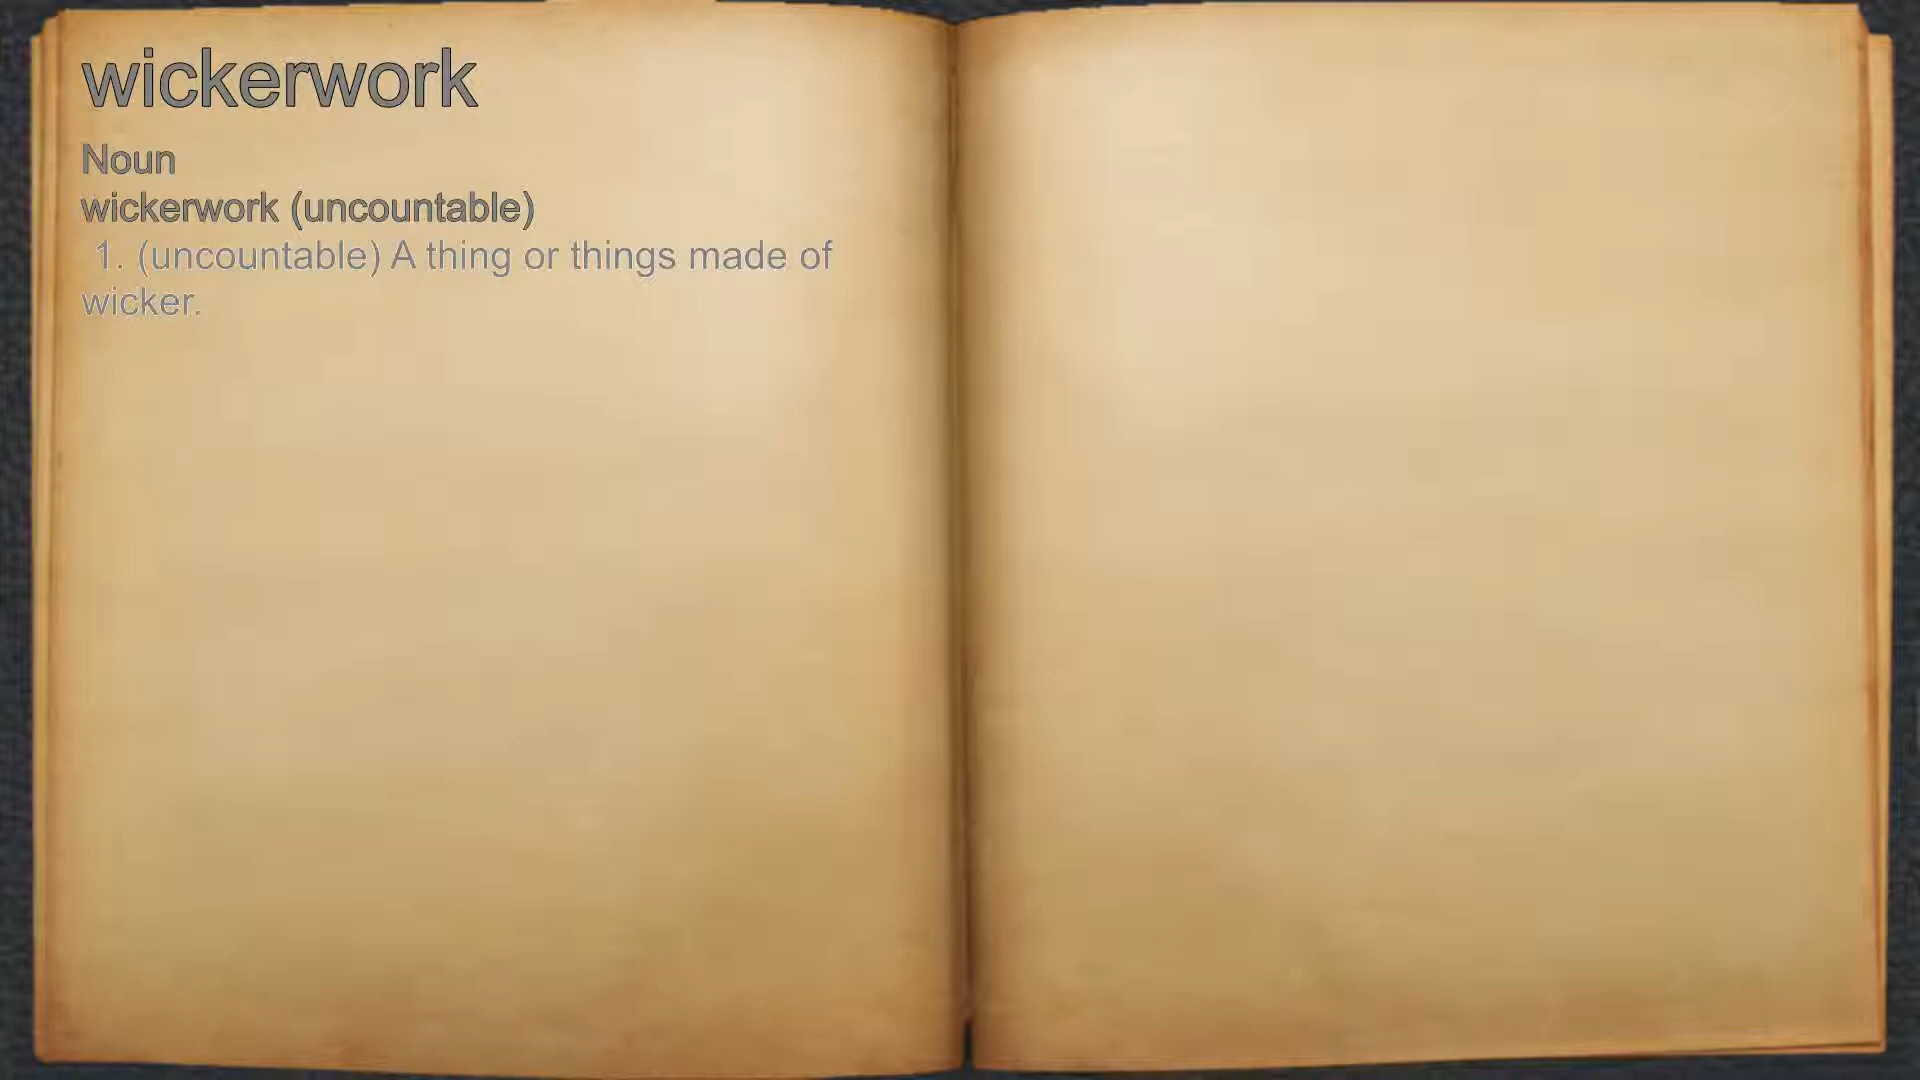 wickerwork
Noun
wickerwork (uncountable)
1. (uncountable) A thing or things made of
wicker.